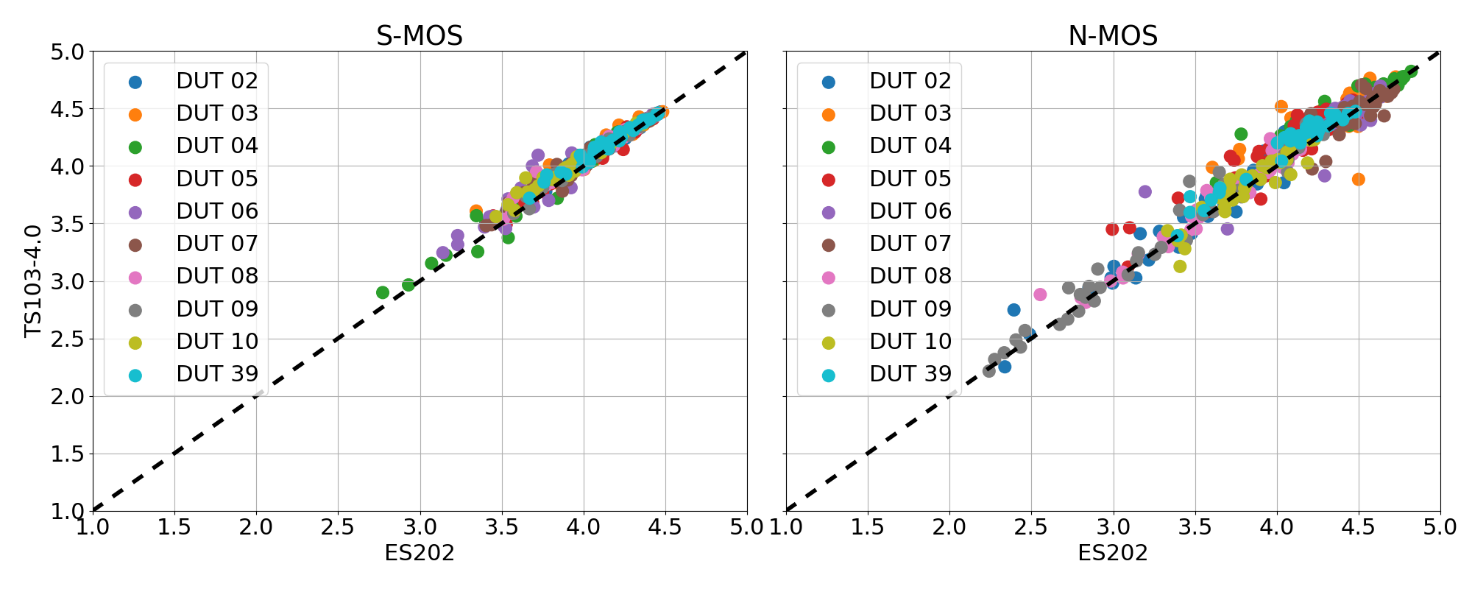 S-MOS
5.0
4.5
4.0
3.5
3.0
2.5
2.0
1.5
1.0
TS103-4.0
DUT 02
DUT 03
DUT 04
DUT 05
DUT 06
DUT 07
DUT 08
DUT 09
DUT 10
DUT 39
1.0 1.5 2.0 2.5 3.0 3.5 4.0 4.5 5.0
ES202
N-MOS
DUT 02
DUT 03
DUT 04
DUT 05
DUT 06
DUT 07
DUT 08
DUT 09
DUT 10
DUT 39
1.0 1.5 2.0 2.5 3.0 3.5 4.0 4.5 5.0
ES202